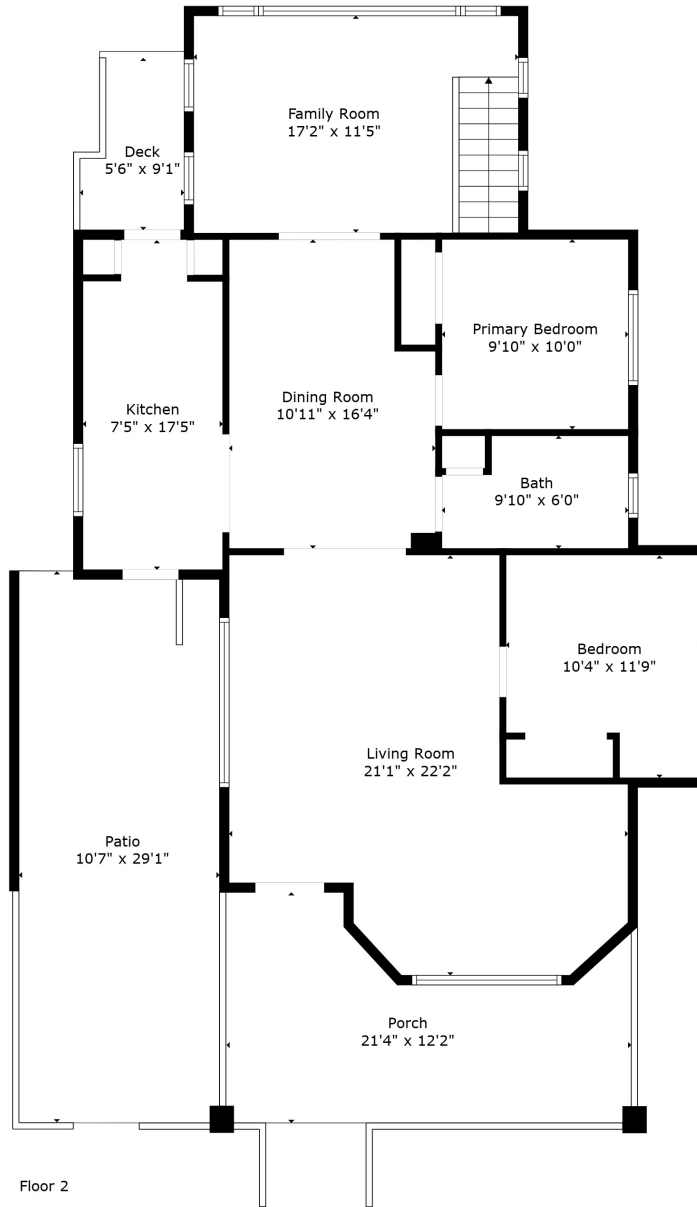 Family Room
17'2" x 11'5"
Deck
5'6" x 9'1"
Primary Bedroom
9'10" x 10'0"
Dining Room
10'11" x 16'4"
Kitchen
7'5" x 17'5"
Bath
9'10" x 6'0"
Bedroom
10'4" x 11'9"
Living Room
21'1" x 22'2"
Patio
10'7" x 29'1"
Porch
21'4" x 12'2"
Floor 2